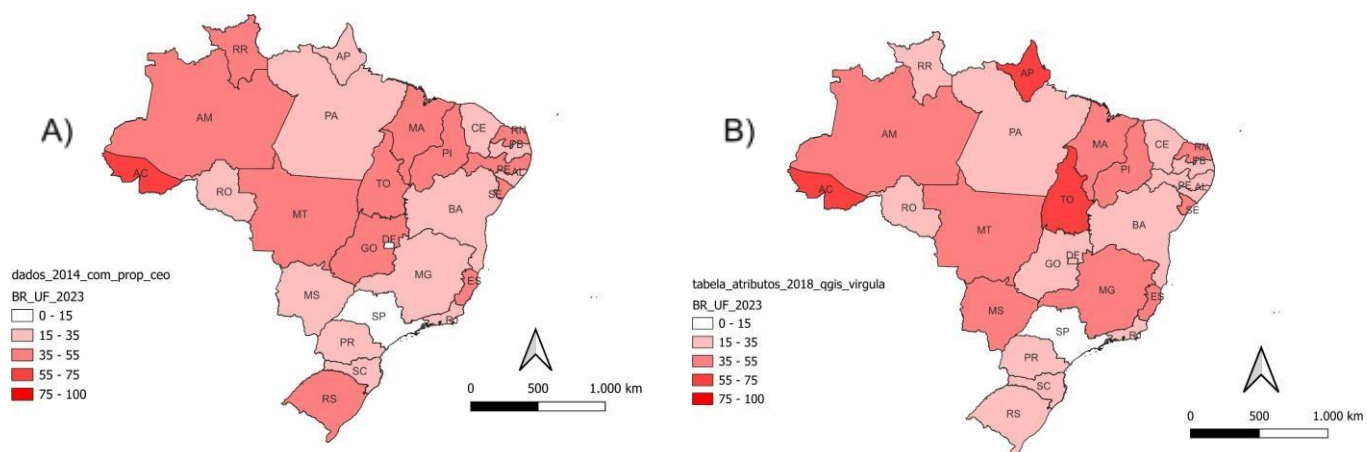 A)
RR
AP
AM
PA
MA
CE
RN
PB
PI
PE
AL
AC
TO
SE
RO
BA
MT
DF
GO
MG
ES
MS
SP
RJ
PR
SC
RS
dados_2014_com_prop_ceo
BR_UF_2023
0 - 15
15 - 35
35 - 55
55 - 75
75 - 100
0 500 1.000 km
B)
RR
AP
AM
PA
MA
CE
RN
PB
PI
PE
AL
AC
TO
SE
RO
BA
MT
DF
GO
MG
ES
MS
SP
RJ
PR
SC
RS
tabela_atributos_2018_qgis_virgula
BR_UF_2023
0 - 15
15 - 35
35 - 55
55 - 75
75 - 100
0 500 1.000 km